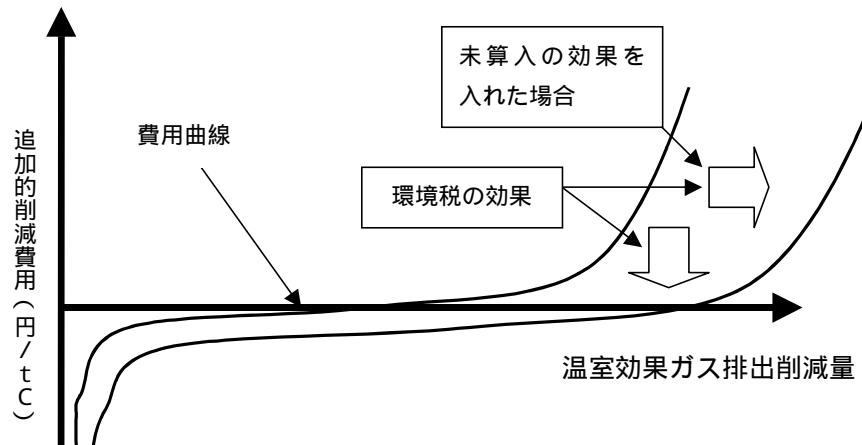 未算入の効果を
入れた場合
費用曲線
環境税の効果
追加的削減費用(円/tC)
温室効果ガス排出削減量